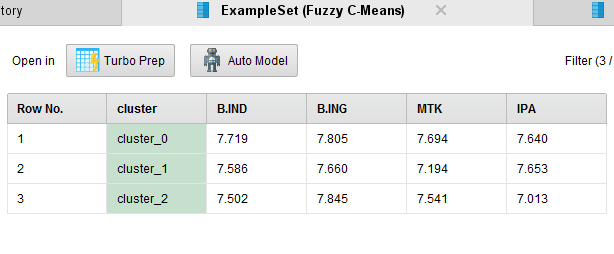 tory
ExampleSet (Fuzzy C-Means)
Open in Turbo Prep Auto Model Filter (3 /
Row No. cluster B.IND B.ING MTK IPA
1 cluster_0 7.719 7.805 7.694 7.640
2 cluster_1 7.586 7.660 7.194 7.653
3 cluster_2 7.502 7.845 7.541 7.013